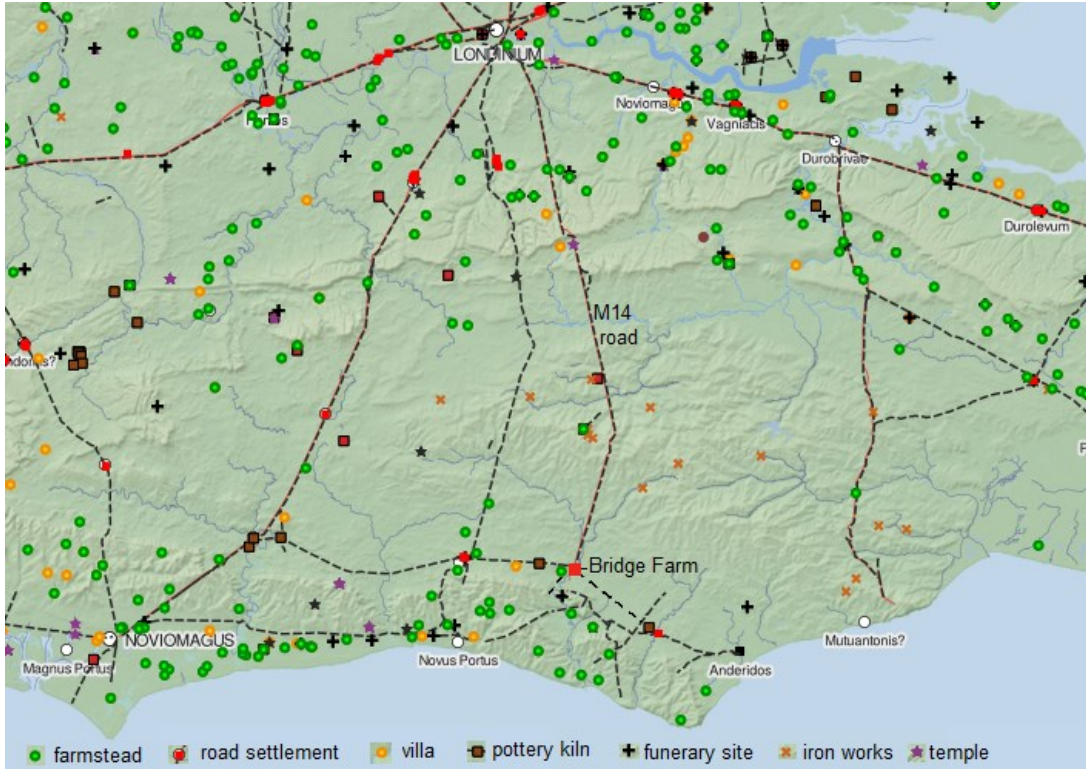 LONDINIUM
Noviomagus
Pontes
Vagniacis
Durobrivae
Durolevum
M14
road
Bridge Farm
NOVIOMAGUS
Magnus Portus
Novus Portus
Anderidos
Mutuantonis?
farmstead
road settlement
villa
pottery kiln
funerary site
iron works
temple